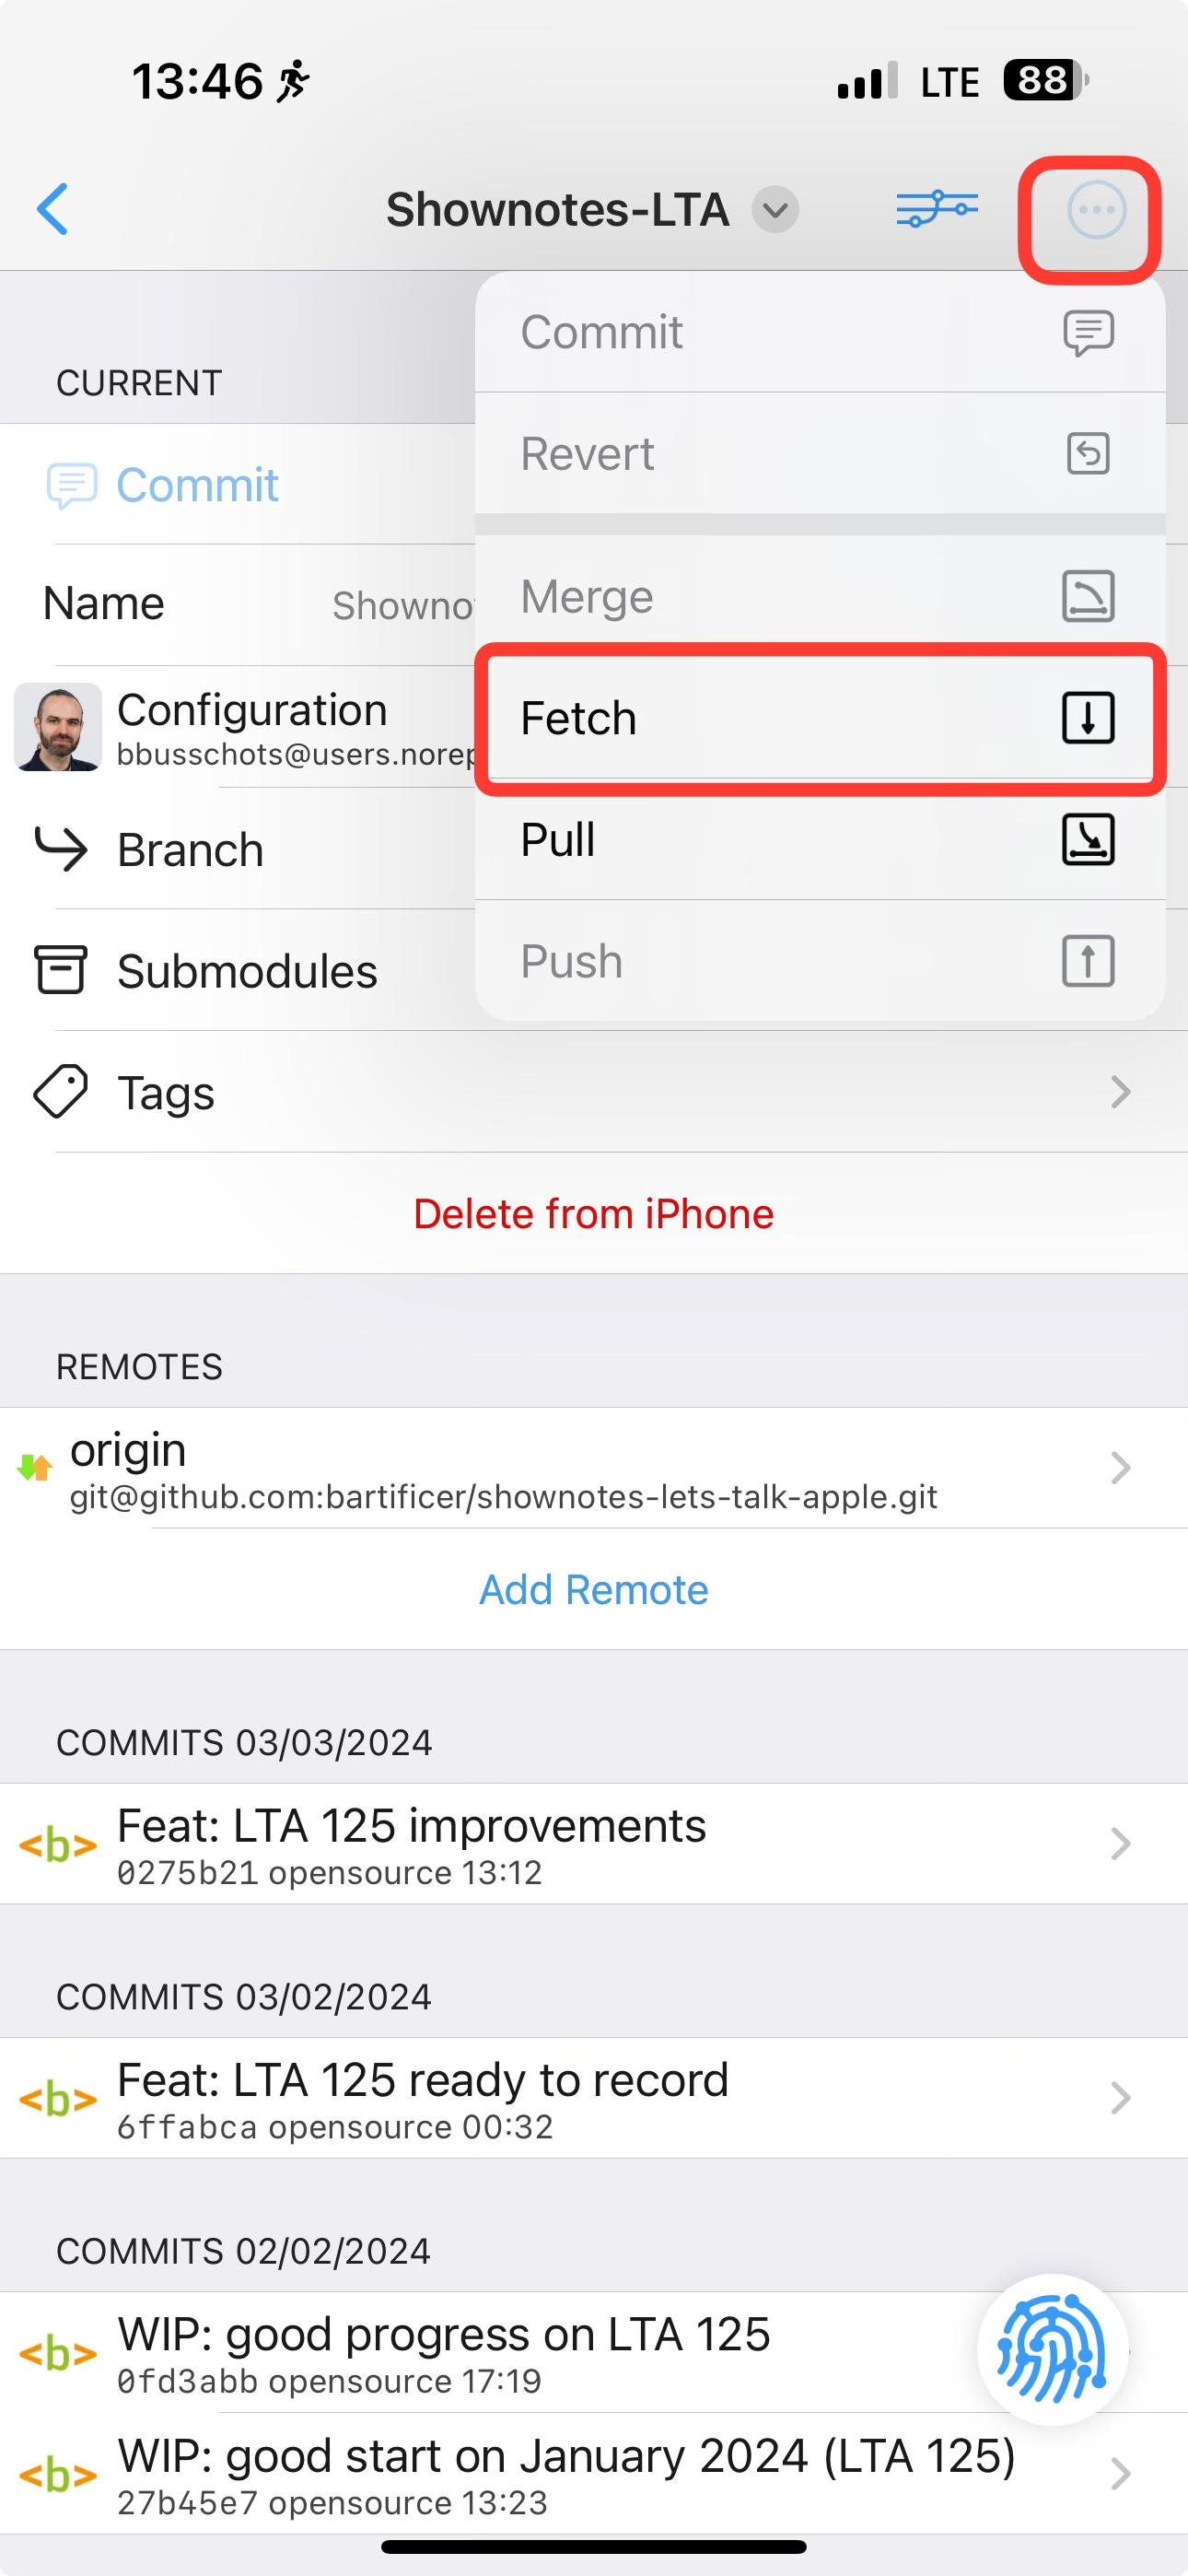 13:46 LTE 88
Shownotes-LTA
Commit
Revert
Merge
Fetch
Pull
Push
CURRENT
Commit
Name Showno
Configuration
bbusschots@users.norep
Branch
Submodules
Tags
Delete from iPhone
REMOTES
origin
git@github.com:bartificer/shownotes-lets-talk-apple.git
Add Remote
COMMITS 03/03/2024
<b> Feat: LTA 125 improvements
0275b21 opensource 13:12
COMMITS 03/02/2024
<b> Feat: LTA 125 ready to record
6ffabca opensource 00:32
COMMITS 02/02/2024
<b> WIP: good progress on LTA 125
0fd3abb opensource 17:19
<b> WIP: good start on January 2024 (LTA 125)
27b45e7 opensource 13:23